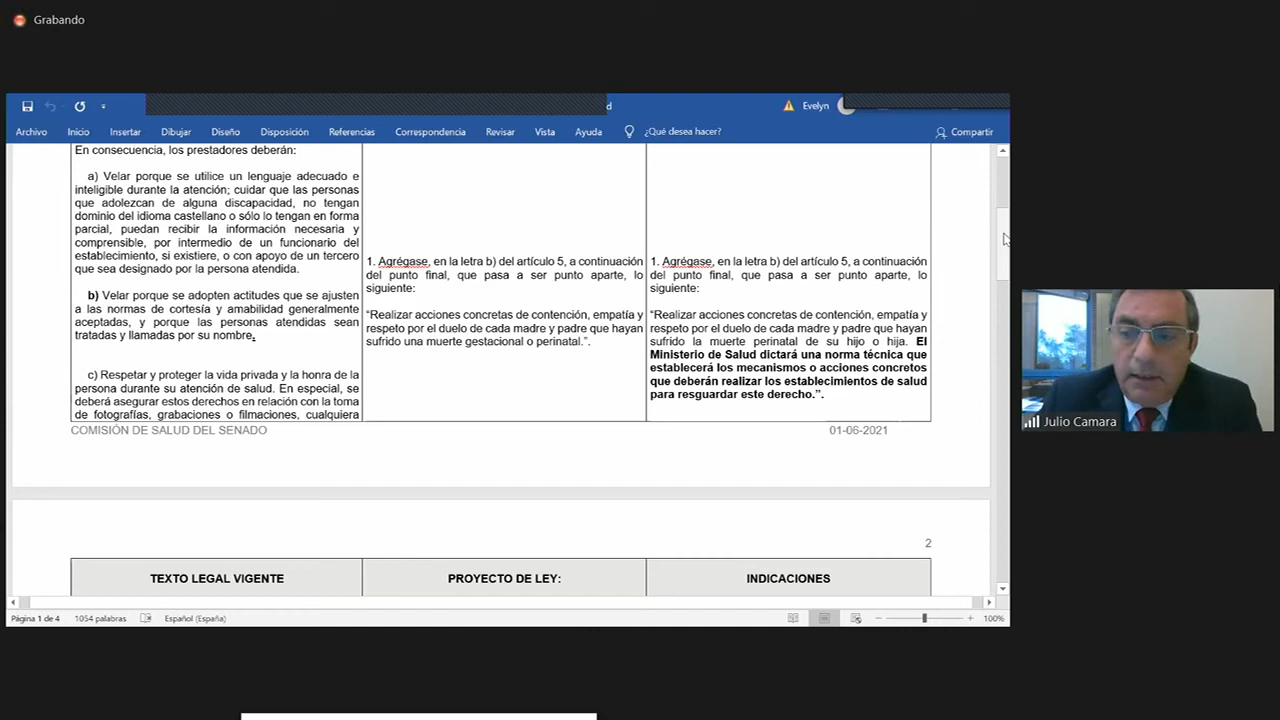 Grabando
d
Evelyn
Archivo Inicio Insertar Dibujar Diseño Disposición Referencias Correspondencia Revisar Vista Ayuda ¿Qué desea hacer? Compartir
En consecuencia, los prestadores deberán:
a) Velar porque se utilice un lenguaje adecuado e
inteligible durante la atención; cuidar que las personas
que adolezcan de alguna discapacidad, no tengan
dominio del idioma castellano o sólo lo tengan en forma
parcial, puedan recibir la información necesaria y
comprensible, por intermedio de un funcionario del
establecimiento, si existiere, o con apoyo de un tercero
que sea designado por la persona atendida.
b) Velar porque se adopten actitudes que se ajusten
a las normas de cortesía y amabilidad generalmente
aceptadas, y porque las personas atendidas sean
tratadas y llamadas por su nombre.
c) Respetar y proteger la vida privada y la honra de la
persona durante su atención de salud. En especial, se
deberá asegurar estos derechos en relación con la toma
de fotografías, grabaciones o filmaciones, cualquiera
1. Agrégase, en la letra b) del artículo 5, a continuación
del punto final, que pasa a ser punto aparte, lo
siguiente:
“Realizar acciones concretas de contención, empatía y
respeto por el duelo de cada madre y padre que hayan
sufrido una muerte gestacional o perinatal.”.
1. Agrégase, en la letra b) del artículo 5, a continuación
del punto final, que pasa a ser punto aparte, lo
siguiente:
“Realizar acciones concretas de contención, empatía y
respeto por el duelo de cada madre y padre que hayan
sufrido la muerte perinatal de su hijo o hija. El
Ministerio de Salud dictará una norma técnica que
establecerá los mecanismos o acciones concretos
que deberán realizar los establecimientos de salud
para resguardar este derecho.”.
COMISIÓN DE SALUD DEL SENADO 01-06-2021
2
TEXTO LEGAL VIGENTE PROYECTO DE LEY: INDICACIONES
Página 1 de 4 1054 palabras Español (España) 100%
Julio Camara